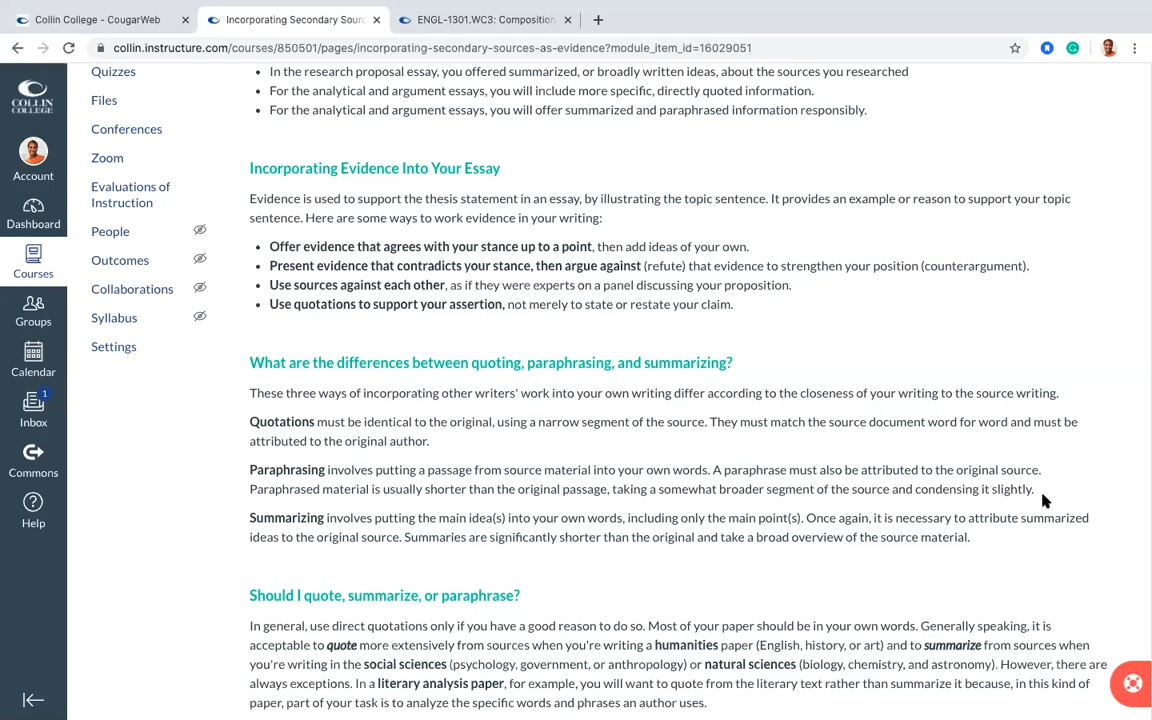 Collin College - CougarWeb
Incorporating Secondary Sour
ENGL-1301.WC3: Composition
collin.instructure.com/courses/850501/pages/incorporating-secondary-sources-as-evidence?module_item_id=16029051
COLLIN
COLLEGE
Account
Dashboard
Courses
Groups
Calendar
1
Inbox
Commons
Help
Quizzes
Files
Conferences
Zoom
Evaluations of
Instruction
People
Outcomes
Collaborations
Syllabus
Settings
• In the research proposal essay, you offered summarized, or broadly written ideas, about the sources you researched
• For the analytical and argument essays, you will include more specific, directly quoted information.
• For the analytical and argument essays, you will offer summarized and paraphrased information responsibly.
Incorporating Evidence Into Your Essay
Evidence is used to support the thesis statement in an essay, by illustrating the topic sentence. It provides an example or reason to support your topic
sentence. Here are some ways to work evidence in your writing:
• Offer evidence that agrees with your stance up to a point, then add ideas of your own.
• Present evidence that contradicts your stance, then argue against (refute) that evidence to strengthen your position (counterargument).
• Use sources against each other, as if they were experts on a panel discussing your proposition.
• Use quotations to support your assertion, not merely to state or restate your claim.
What are the differences between quoting, paraphrasing, and summarizing?
These three ways of incorporating other writers' work into your own writing differ according to the closeness of your writing to the source writing.
Quotations must be identical to the original, using a narrow segment of the source. They must match the source document word for word and must be
attributed to the original author.
Paraphrasing involves putting a passage from source material into your own words. A paraphrase must also be attributed to the original source.
Paraphrased material is usually shorter than the original passage, taking a somewhat broader segment of the source and condensing it slightly.
Summarizing involves putting the main idea(s) into your own words, including only the main point(s). Once again, it is necessary to attribute summarized
ideas to the original source. Summaries are significantly shorter than the original and take a broad overview of the source material.
Should I quote, summarize, or paraphrase?
In general, use direct quotations only if you have a good reason to do so. Most of your paper should be in your own words. Generally speaking, it is
acceptable to quote more extensively from sources when you're writing a humanities paper (English, history, or art) and to summarize from sources when
you're writing in the social sciences (psychology, government, or anthropology) or natural sciences (biology, chemistry, and astronomy). However, there are
always exceptions. In a literary analysis paper, for example, you will want to quote from the literary text rather than summarize it because, in this kind of
paper, part of your task is to analyze the specific words and phrases an author uses.